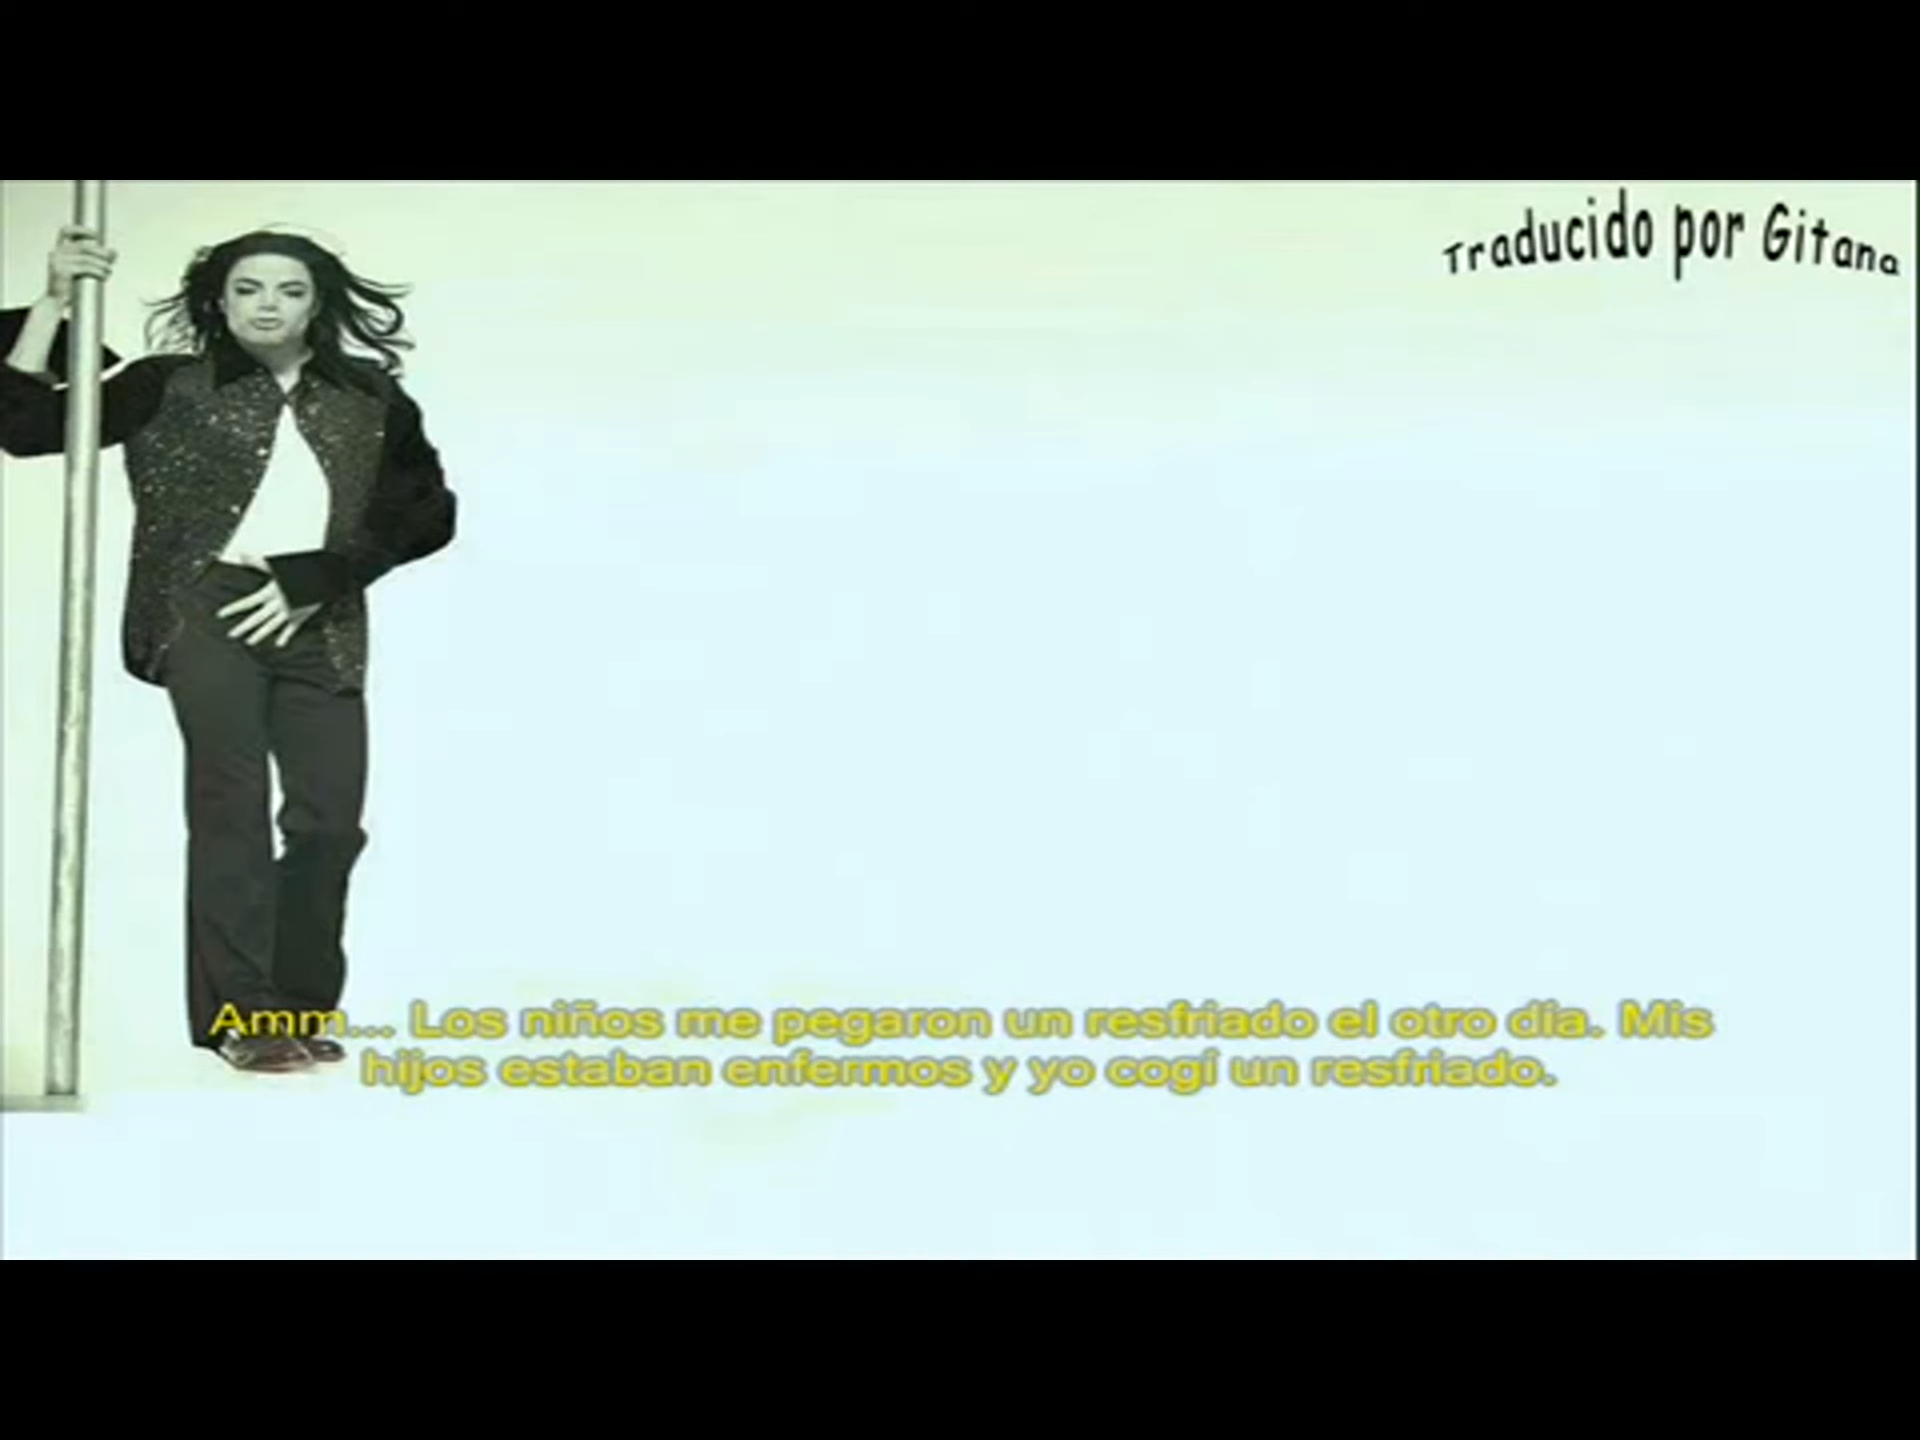 Traducido por Gitana
Amm... Los niños me pegaron un resfriado el otro día. Mis
hijos estaban enfermos y yo cogí un resfriado.